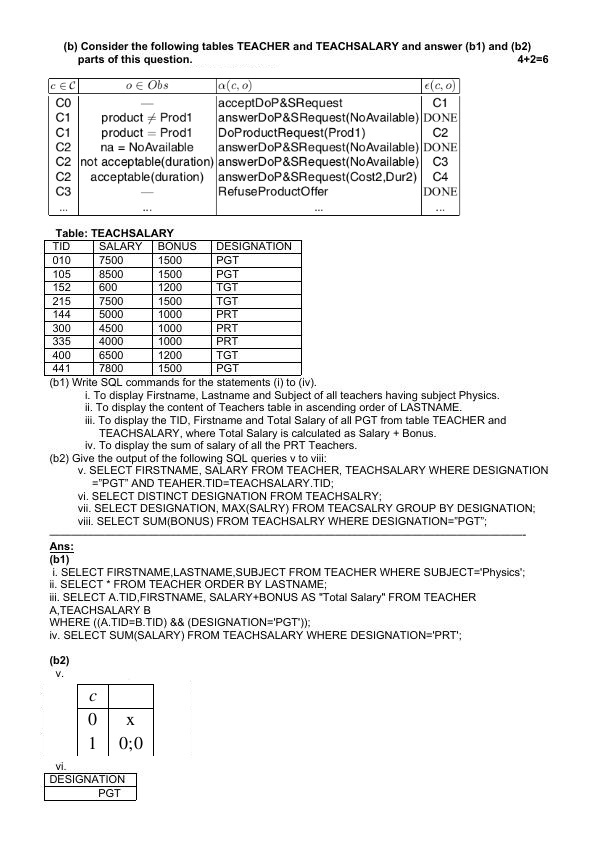 (b) Consider the following tables TEACHER and TEACHSALARY and answer (b1) and (b2)
parts of this question. 4+2=6
c ∈ C o ∈ Obs α(c, o) ϵ(c, o)
C0 — acceptDoP&SRequest C1
C1 product ≠ Prod1 answerDoP&SRequest(NoAvailable) DONE
C1 product = Prod1 DoProductRequest(Prod1) C2
C2 na = NoAvailable answerDoP&SRequest(NoAvailable) DONE
C2 not acceptable(duration) answerDoP&SRequest(NoAvailable) C3
C2 acceptable(duration) answerDoP&SRequest(Cost2,Dur2) C4
C3 — RefuseProductOffer DONE
... ... ... ...
Table: TEACHSALARY
TID SALARY BONUS DESIGNATION
010 7500 1500 PGT
105 8500 1500 PGT
152 600 1200 TGT
215 7500 1500 TGT
144 5000 1000 PRT
300 4500 1000 PRT
335 4000 1000 PRT
400 6500 1200 TGT
441 7800 1500 PGT
(b1) Write SQL commands for the statements (i) to (iv).
i. To display Firstname, Lastname and Subject of all teachers having subject Physics.
ii. To display the content of Teachers table in ascending order of LASTNAME.
iii. To display the TID, Firstname and Total Salary of all PGT from table TEACHER and
TEACHSALARY, where Total Salary is calculated as Salary + Bonus.
iv. To display the sum of salary of all the PRT Teachers.
(b2) Give the output of the following SQL queries v to viii:
v. SELECT FIRSTNAME, SALARY FROM TEACHER, TEACHSALARY WHERE DESIGNATION
="PGT" AND TEAHER.TID=TEACHSALARY.TID;
vi. SELECT DISTINCT DESIGNATION FROM TEACHSALRY;
vii. SELECT DESIGNATION, MAX(SALRY) FROM TEACSALRY GROUP BY DESIGNATION;
viii. SELECT SUM(BONUS) FROM TEACHSALRY WHERE DESIGNATION="PGT";
Ans:
(b1)
i. SELECT FIRSTNAME,LASTNAME,SUBJECT FROM TEACHER WHERE SUBJECT='Physics';
ii. SELECT * FROM TEACHER ORDER BY LASTNAME;
iii. SELECT A.TID,FIRSTNAME, SALARY+BONUS AS "Total Salary" FROM TEACHER
A,TEACHSALARY B
WHERE ((A.TID=B.TID) && (DESIGNATION='PGT'));
iv. SELECT SUM(SALARY) FROM TEACHSALARY WHERE DESIGNATION='PRT';
(b2)
v.
c
0 x
1 0;0
vi.
DESIGNATION
PGT